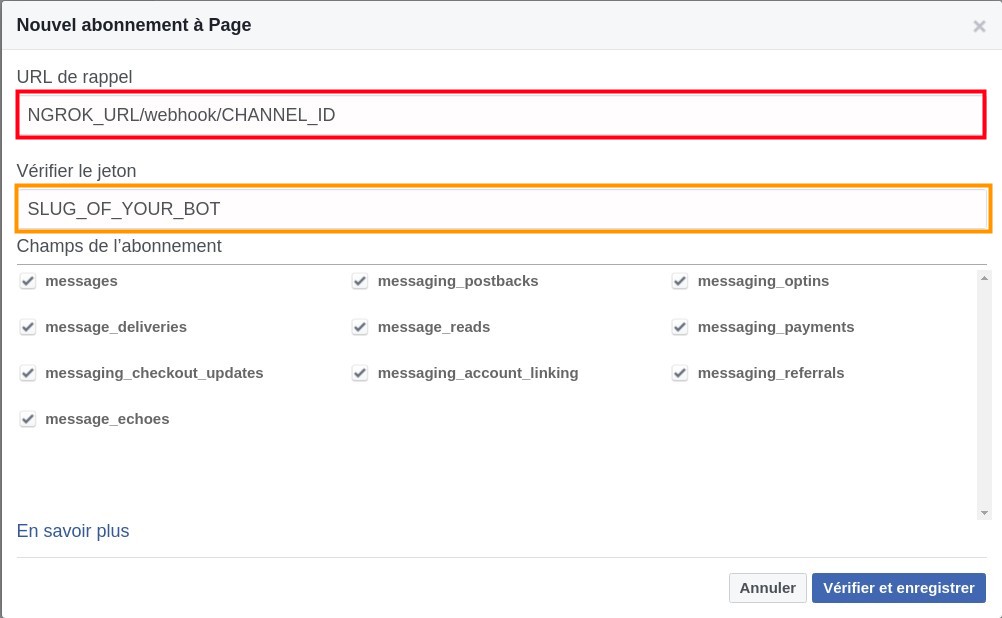 Nouvel abonnement à Page
×
URL de rappel
NGROK_URL/webhook/CHANNEL_ID
Vérifier le jeton
SLUG_OF_YOUR_BOT
Champs de l’abonnement
messages messaging_postbacks messaging_optins
message_deliveries message_reads messaging_payments
messaging_checkout_updates messaging_account_linking messaging_referrals
message_echoes
En savoir plus
Annuler Vérifier et enregistrer